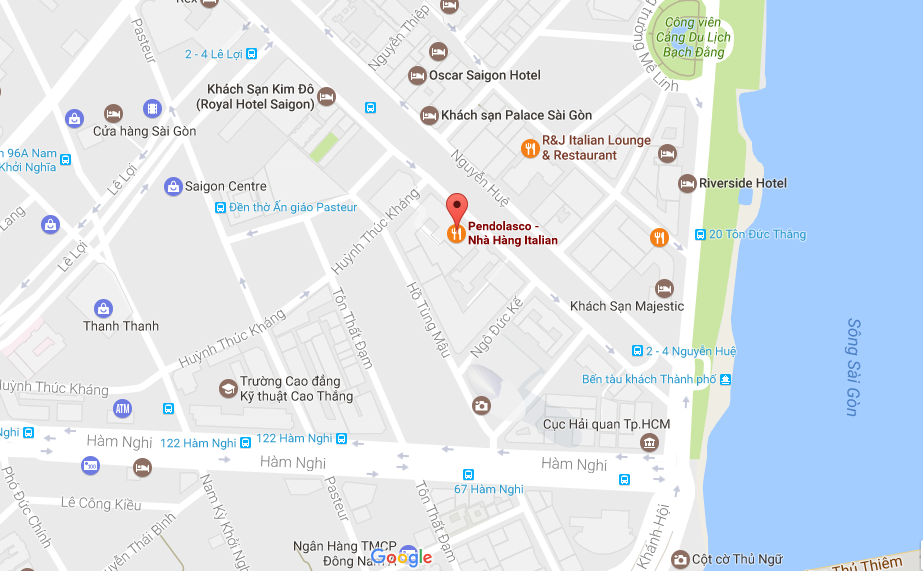 Rex
Pasteur
Nguyễn Thiệp
Công viên
Cảng Du Lịch
Bạch Đằng
trường Mê Linh
2 - 4 Lê Lợi
Oscar Saigon Hotel
Khách Sạn Kim Đô
(Royal Hotel Saigon)
Khách sạn Palace Sài Gòn
Cửa hàng Sài Gòn
R&J Italian Lounge
& Restaurant
96A Nam
Khởi Nghĩa
Nguyễn Huệ
Lê Lợi
Saigon Centre
Riverside Hotel
Đền thờ Ấn giáo Pasteur
Huỳnh Thúc Kháng
Pendolasco -
Nhà Hàng Italian
20 Tôn Đức Thắng
Lê Lợi
Lang
Tôn Thất Đạm
Hồ Tùng Mậu
Ngô Đức Kế
Khách Sạn Majestic
Thanh Thanh
Huỳnh Thúc Kháng
Sông Sài Gòn
2 - 4 Nguyễn Huệ
Trường Cao đẳng
Kỹ thuật Cao Thắng
Bến tàu khách Thành phố
Huỳnh Thúc Kháng
ATM
Cục Hải quan Tp.HCM
Nghi
Hàm Nghi
122 Hàm Nghi
122 Hàm Nghi
Hàm Nghi
Hàm Nghi
67 Hàm Nghi
Phó Đức Chính
Lê Công Kiều
Nam Kỳ Khởi Ngh
Pasteur
Tôn Thất Đạm
Khánh Hội
Nguyễn Thái Bình
Ngân Hàng TMCP
Đông Nam
Google
Cột cờ Thủ Ngữ
Thủ Thiêm